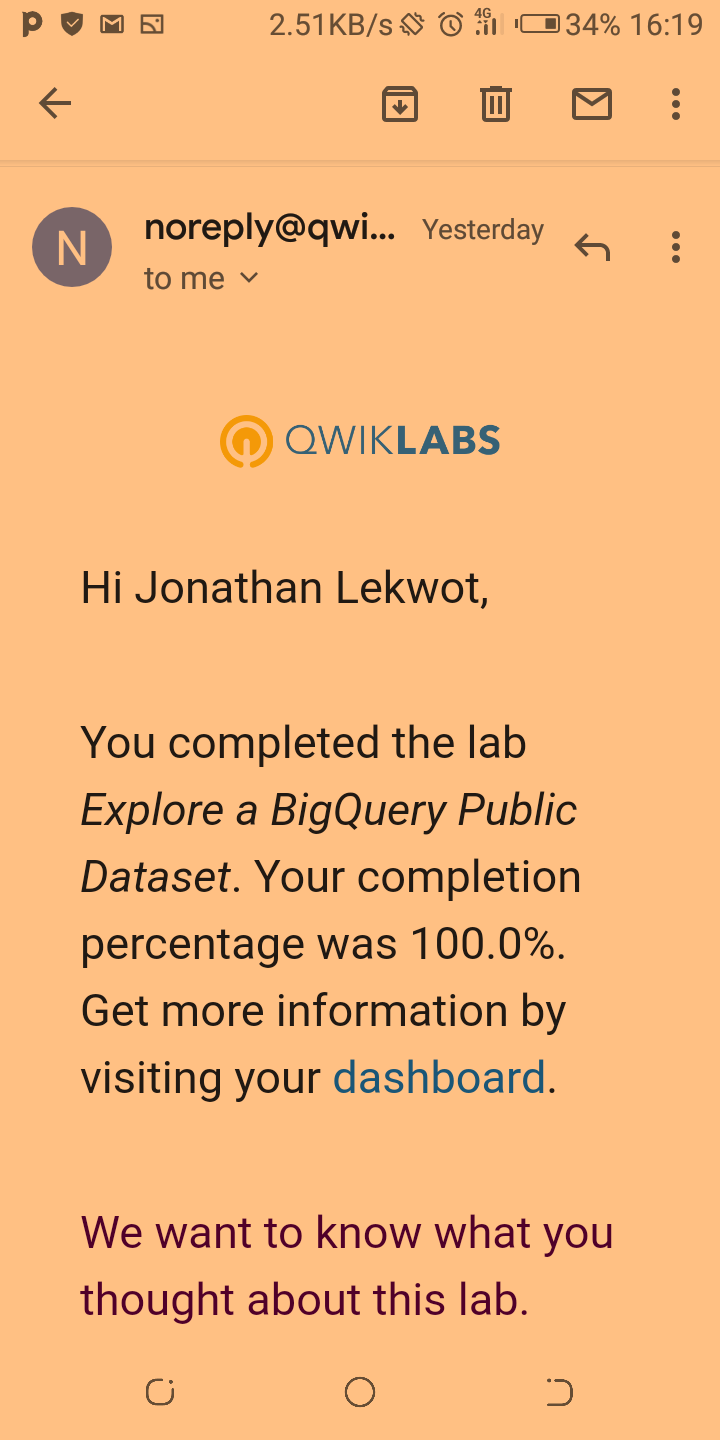 2.51KB/s 4G 34% 16:19
N
noreply@qwi... Yesterday
to me
QWIKLABS
Hi Jonathan Lekwot,
You completed the lab
Explore a BigQuery Public
Dataset. Your completion
percentage was 100.0%.
Get more information by
visiting your dashboard.
We want to know what you
thought about this lab.